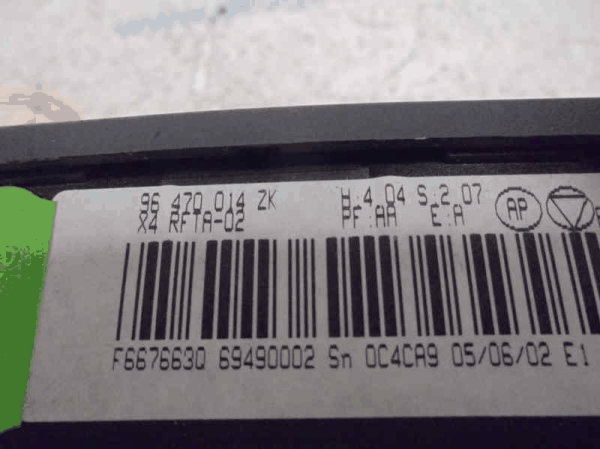 96 470 014 ZK H.4.04 S.2.07
X4 RFTA-02 PF.AA E.A AP
F667663Q 69490002 Sn 0C4CA9 05/06/02 E1